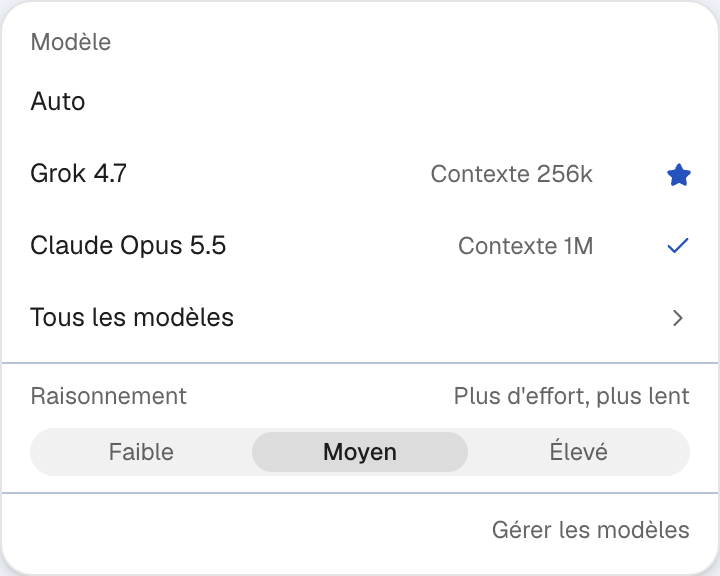 Modèle
Auto
Grok 4.7 Contexte 256k
Claude Opus 5.5 Contexte 1M
Tous les modèles
Raisonnement Plus d'effort, plus lent
Faible Moyen Élevé
Gérer les modèles